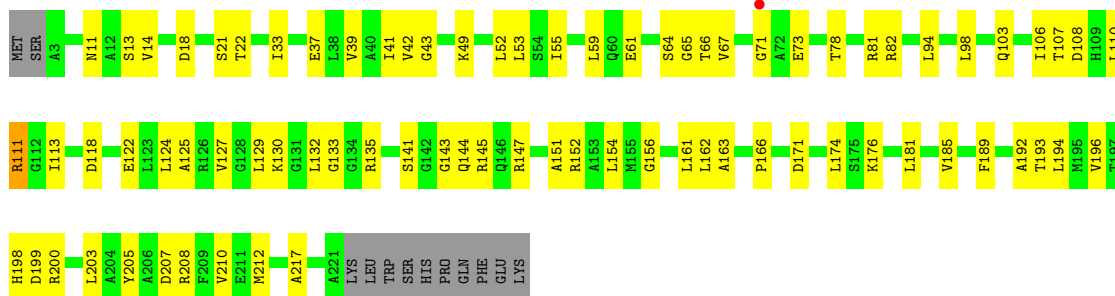 MET SER A3 N11 A12 S13 V14 D18 S21 T22 I33 E37 L38 V39 A40 I41 V42 G43 K49 L52 L53 S54 I55 L59 Q60 E61 S64 G65 T66 V67 G71 A72 E73 T78 R81 R82 L94 L98 Q103 I106 T107 D108 H109 L110
R111 G112 I113 D118 E122 L123 L124 A125 R126 V127 G128 L129 K130 G131 L132 G133 G134 R135 S141 G142 G143 Q144 R145 Q146 R147 A151 R152 A153 L154 M155 G156 L161 L162 A163 P166 D171 L174 S175 K176 L181 V185 F189 A192 T193 L194 M195 V196 T197
H198 D199 R200 L203 A204 Y205 A206 D207 R208 F209 V210 E211 M212 A217 A221 LYS LEU TRP SER HIS PRO GLN PHE GLU LYS